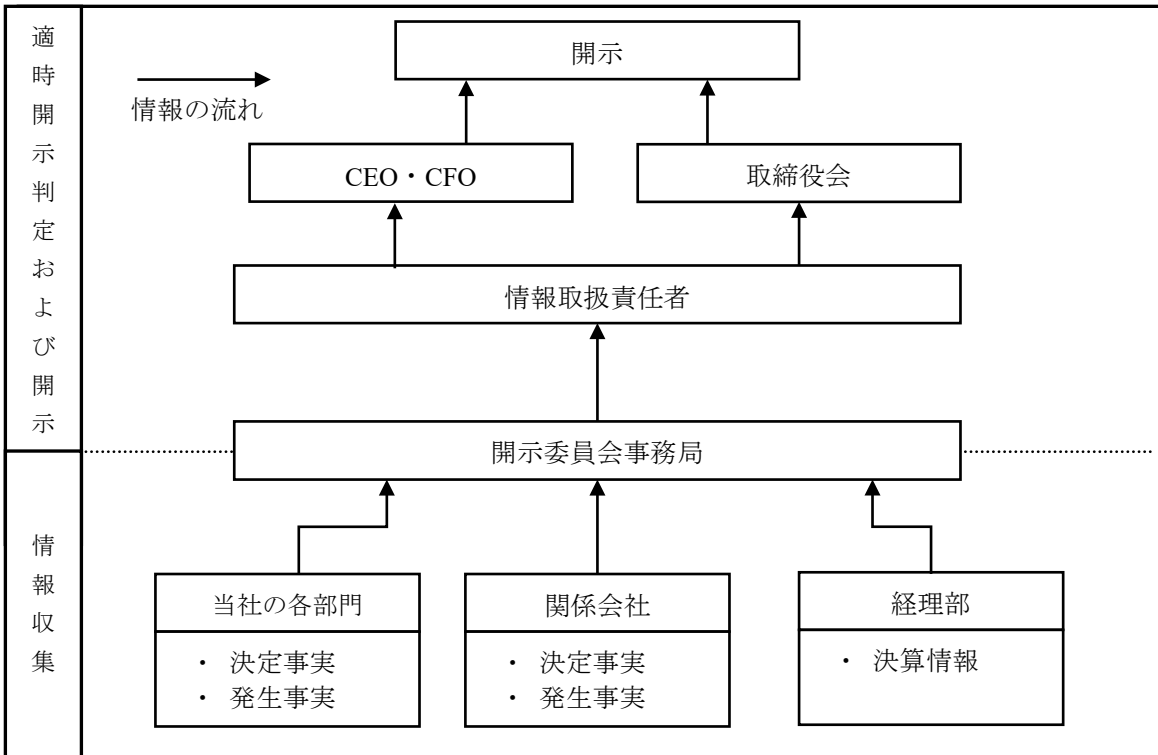 適時開示判定および開示
開示
情報の流れ
CEO・CFO
取締役会
情報取扱責任者
開示委員会事務局
情報収集
当社の各部門
・ 決定事実
・ 発生事実
関係会社
・ 決定事実
・ 発生事実
経理部
・ 決算情報